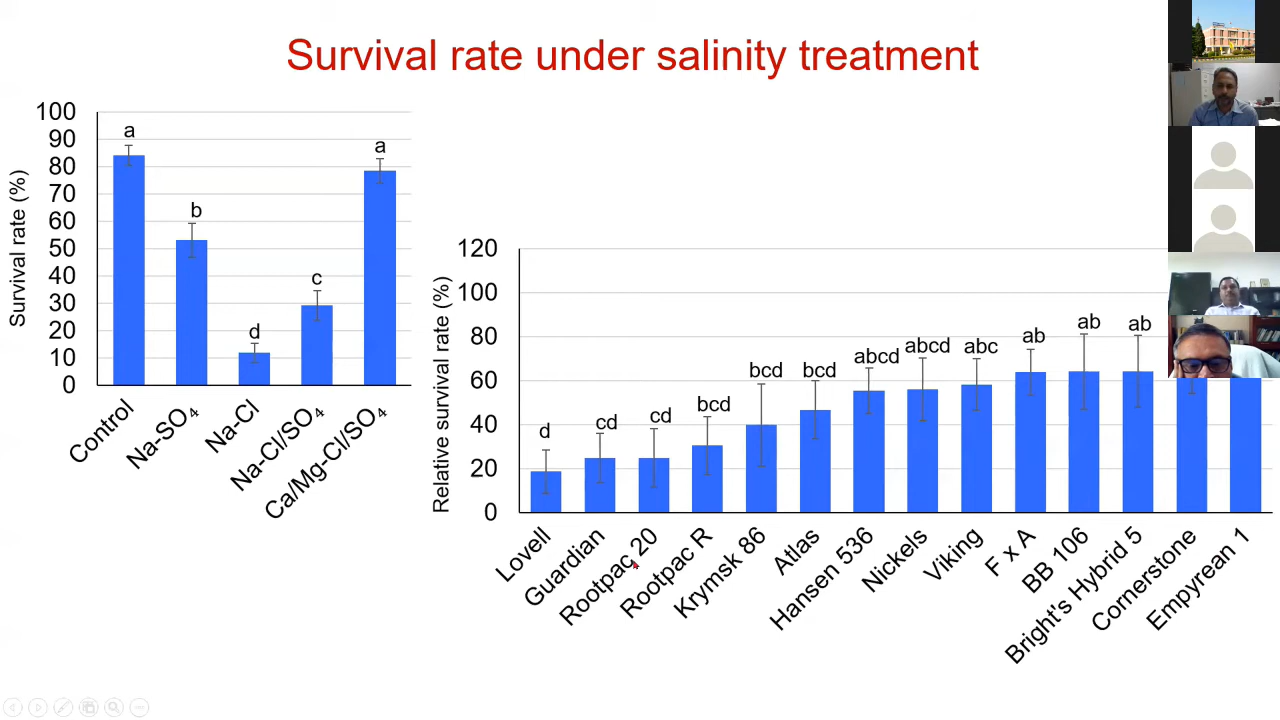 Survival rate under salinity treatment
Survival rate (%)
100
90
80
70
60
50
40
30
20
10
0
a
b
d
c
a
Control
Na-SO₄
Na-Cl
Na-Cl/SO₄
Ca/Mg-Cl/SO₄
Relative survival rate (%)
120
100
80
60
40
20
0
d
cd
cd
bcd
bcd
bcd
abcd
abcd
abc
ab
ab
ab
Lovell
Guardian
Rootpac 20
Rootpac R
Krymsk 86
Atlas
Hansen 536
Nickels
Viking
F x A
BB 106
Bright's Hybrid 5
Cornerstone
Empyrean 1